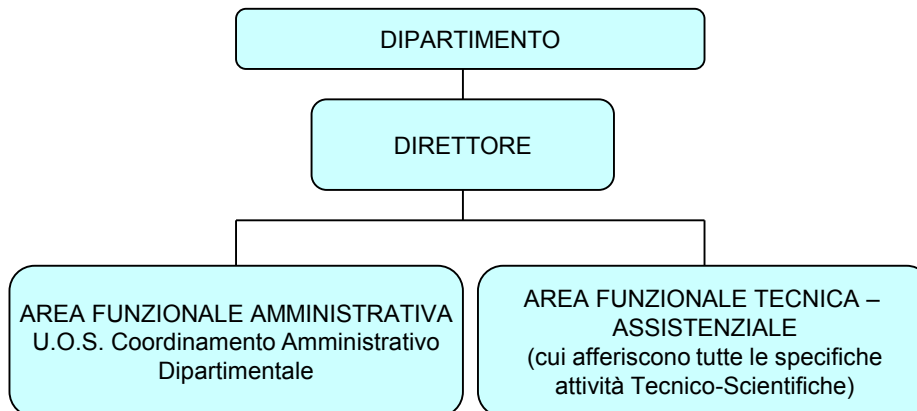 DIPARTIMENTO
DIRETTORE
AREA FUNZIONALE AMMINISTRATIVA
U.O.S. Coordinamento Amministrativo
Dipartimentale
AREA FUNZIONALE TECNICA –
ASSISTENZIALE
(cui afferiscono tutte le specifiche
attività Tecnico-Scientifiche)